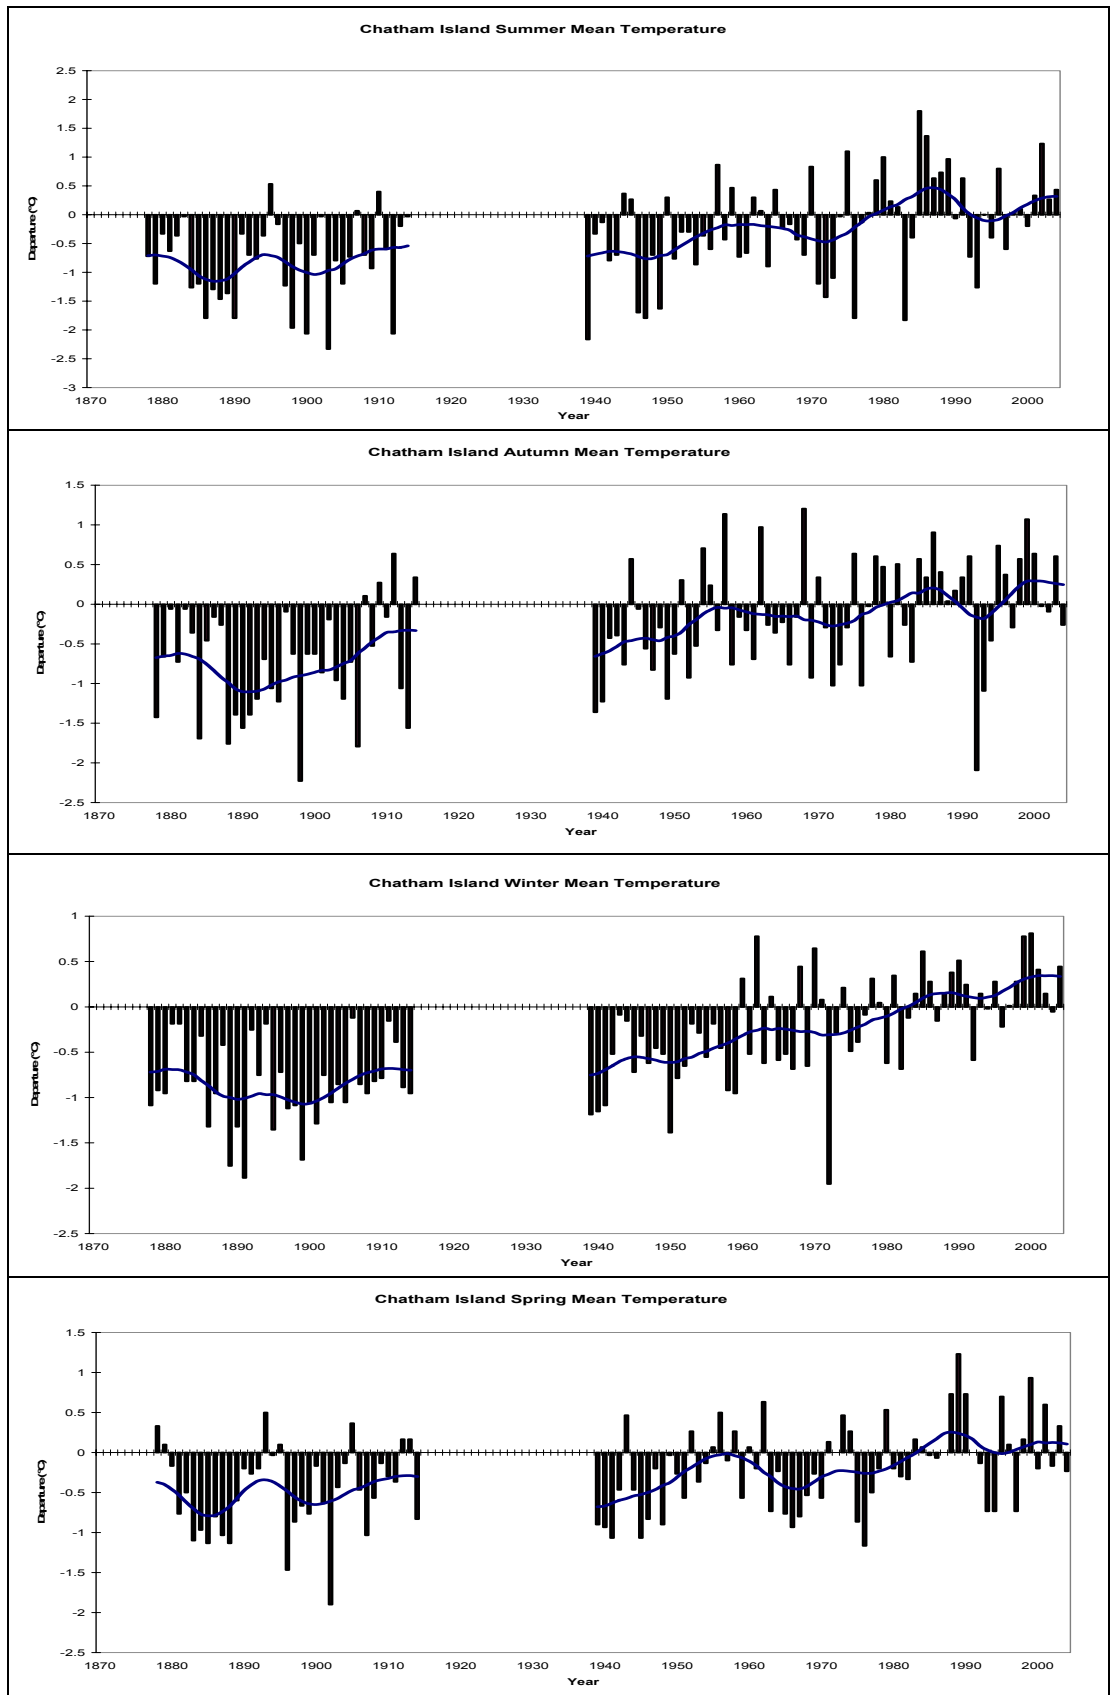 Chatham Island Summer Mean Temperature
2.5
2
1.5
1
0.5
0
-0.5
-1
-1.5
-2
-2.5
-3
Departure (°C)
1870 1880 1890 1900 1910 1920 1930 1940 1950 1960 1970 1980 1990 2000
Year
Chatham Island Autumn Mean Temperature
1.5
1
0.5
0
-0.5
-1
-1.5
-2
-2.5
Departure (°C)
1870 1880 1890 1900 1910 1920 1930 1940 1950 1960 1970 1980 1990 2000
Year
Chatham Island Winter Mean Temperature
1
0.5
0
-0.5
-1
-1.5
-2
-2.5
Departure (°C)
1870 1880 1890 1900 1910 1920 1930 1940 1950 1960 1970 1980 1990 2000
Year
Chatham Island Spring Mean Temperature
1.5
1
0.5
0
-0.5
-1
-1.5
-2
-2.5
Departure (°C)
1870 1880 1890 1900 1910 1920 1930 1940 1950 1960 1970 1980 1990 2000
Year